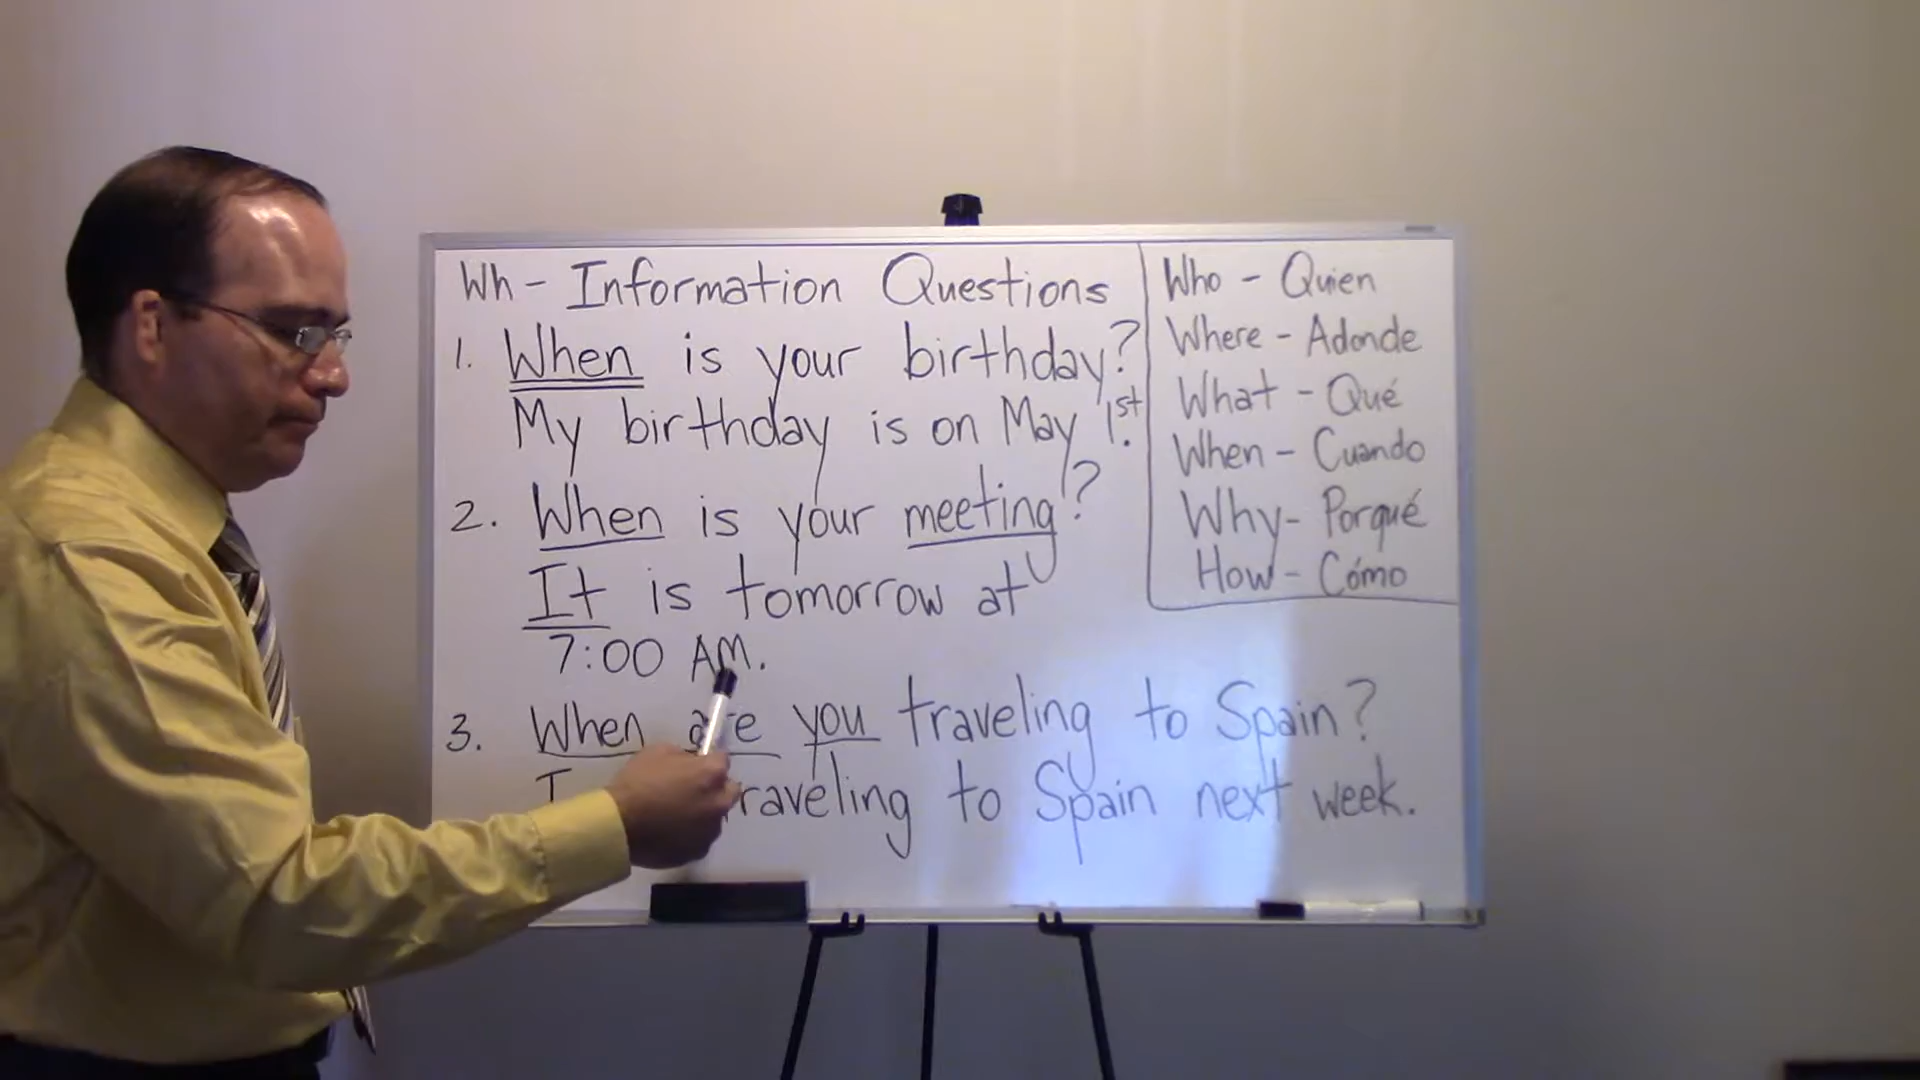 Wh - Information Questions
1. When is your birthday?
My birthday is on May 1st.
2. When is your meeting?
It is tomorrow at
7:00 AM.
3. When are you traveling to Spain?
I traveling to Spain next week.
Who - Quien
Where - Adonde
What - Qué
When - Cuando
Why - Porqué
How - Cómo